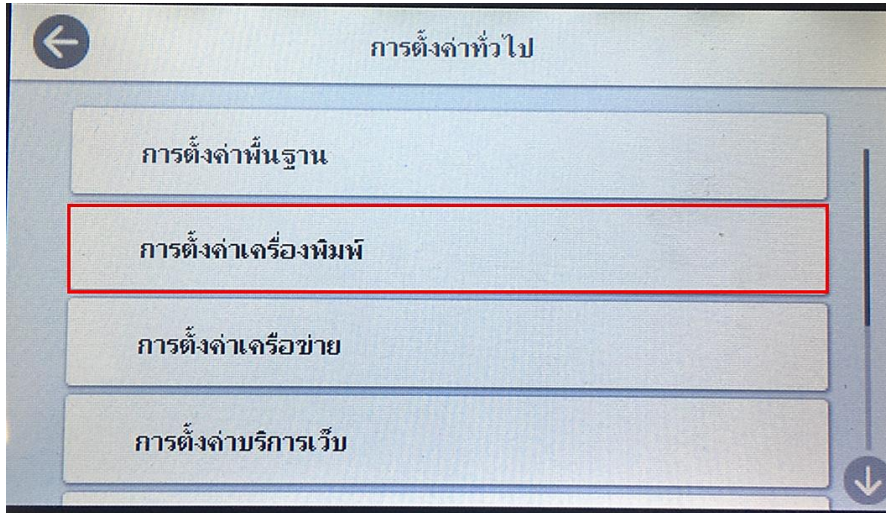 การตั้งค่าทั่วไป
การตั้งค่าพื้นฐาน
การตั้งค่าเครื่องพิมพ์
การตั้งค่าเครือข่าย
การตั้งค่าบริการเว็บ